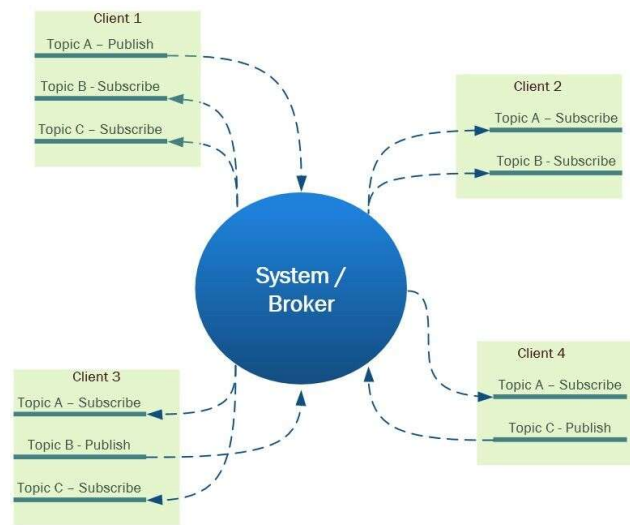 Client 1
Topic A – Publish
Topic B - Subscribe
Topic C – Subscribe
Client 2
Topic A – Subscribe
Topic B - Subscribe
System /
Broker
Client 3
Topic A – Subscribe
Topic B - Publish
Topic C – Subscribe
Client 4
Topic A – Subscribe
Topic C - Publish